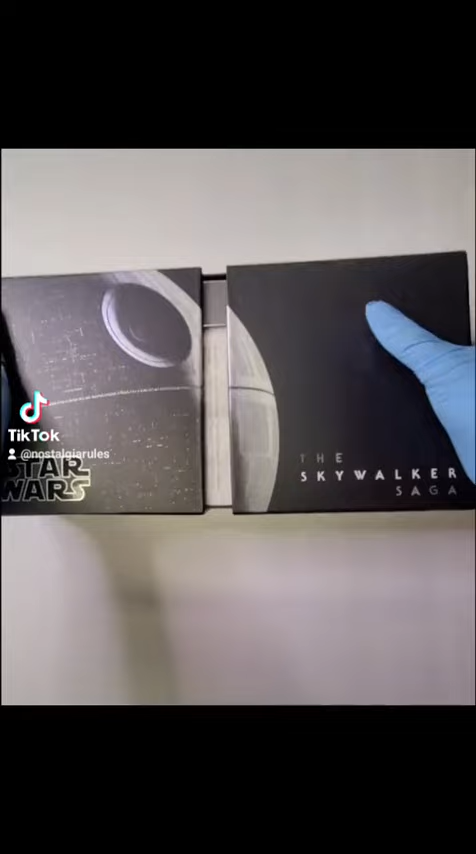 TikTok
@nostalgiarules
STAR
WARS
THE
SKYWALKER
SAGA